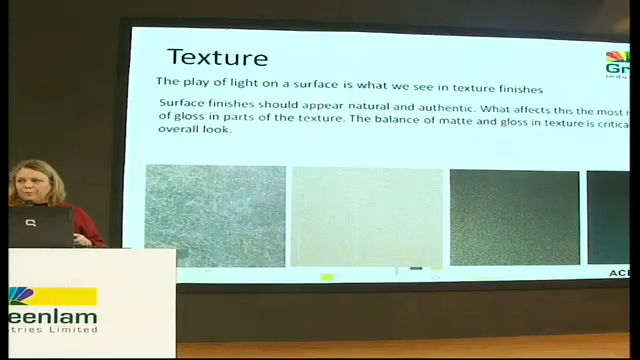 Texture
The play of light on a surface is what we see in texture finishes
Surface finishes should appear natural and authentic. What affects this the most i
of gloss in parts of the texture. The balance of matte and gloss in texture is critica
overall look.
Gr
Indus
ACE
eenlam
stries Limited